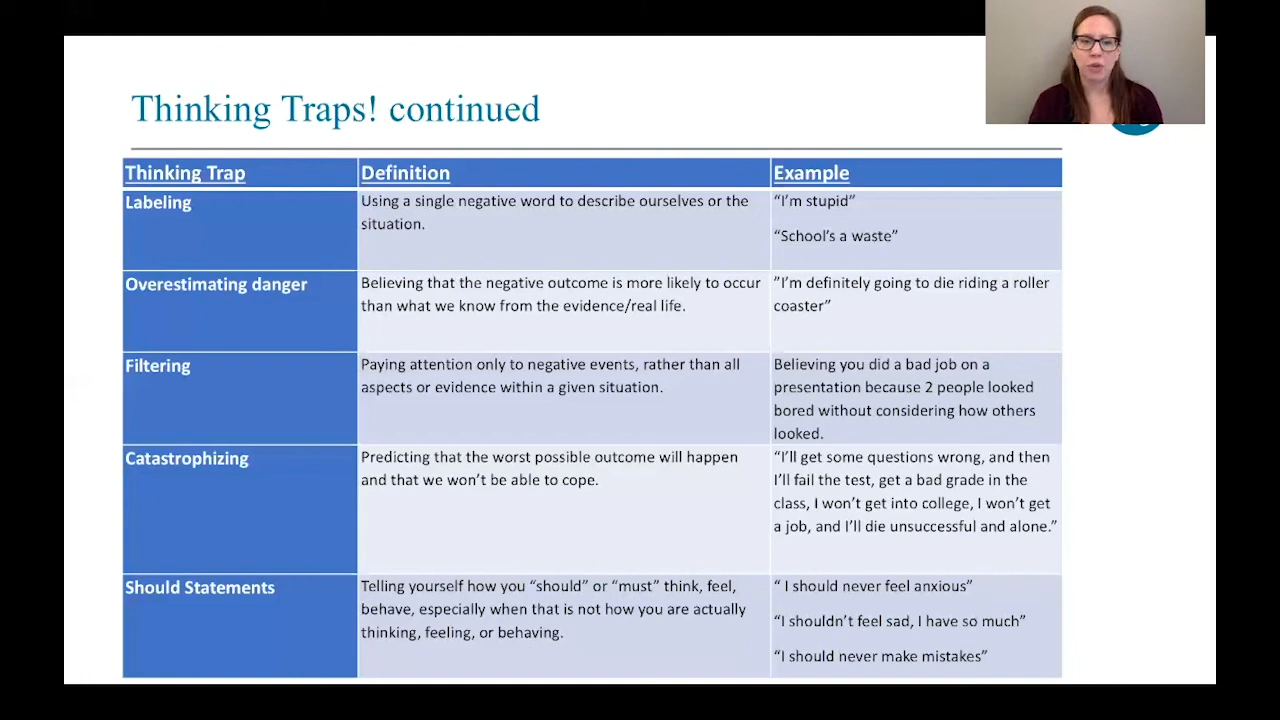 Thinking Traps! continued
Thinking Trap
Definition
Example
Labeling
Using a single negative word to describe ourselves or the
situation.
“I’m stupid”
“School’s a waste”
Overestimating danger
Believing that the negative outcome is more likely to occur
than what we know from the evidence/real life.
”I’m definitely going to die riding a roller
coaster”
Filtering
Paying attention only to negative events, rather than all
aspects or evidence within a given situation.
Believing you did a bad job on a
presentation because 2 people looked
bored without considering how others
looked.
Catastrophizing
Predicting that the worst possible outcome will happen
and that we won’t be able to cope.
“I’ll get some questions wrong, and then
I’ll fail the test, get a bad grade in the
class, I won’t get into college, I won’t get
a job, and I’ll die unsuccessful and alone.”
Should Statements
Telling yourself how you “should” or “must” think, feel,
behave, especially when that is not how you are actually
thinking, feeling, or behaving.
“ I should never feel anxious”
“I shouldn’t feel sad, I have so much”
“I should never make mistakes”